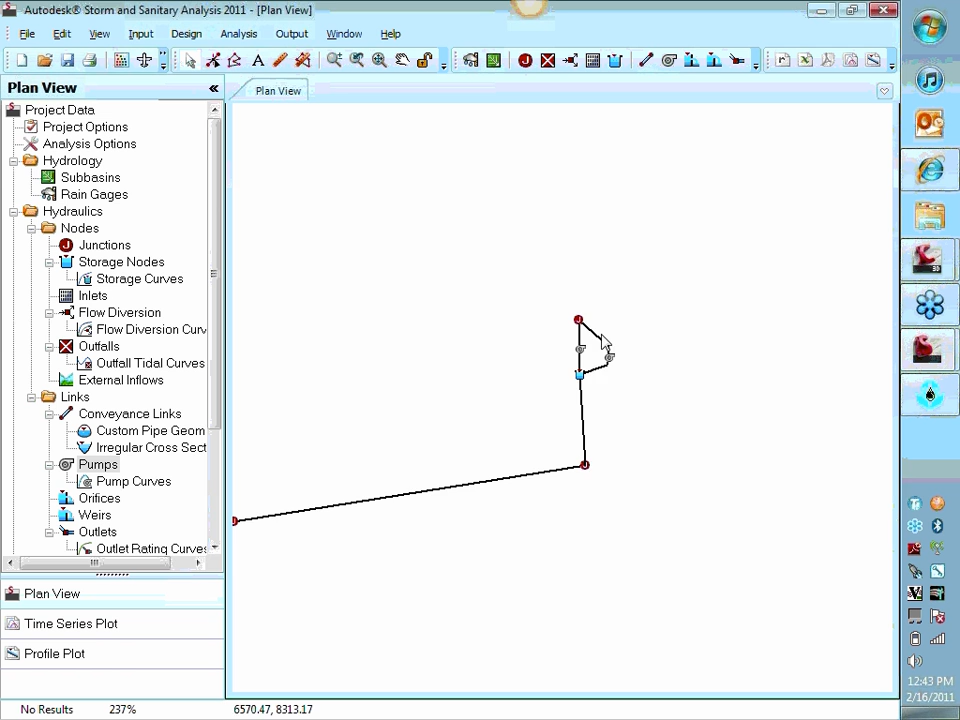 Autodesk® Storm and Sanitary Analysis 2011 - [Plan View]
File Edit View Input Design Analysis Output Window Help
Plan View «
Plan View
Project Data
Project Options
Analysis Options
Hydrology
Subbasins
Rain Gages
Hydraulics
Nodes
Junctions
Storage Nodes
Storage Curves
Inlets
Flow Diversion
Flow Diversion Curv
Outfalls
Outfall Tidal Curves
External Inflows
Links
Conveyance Links
Custom Pipe Geom
Irregular Cross Sect
Pumps
Pump Curves
Orifices
Weirs
Outlets
Outlet Rating Curves
Plan View
Time Series Plot
Profile Plot
No Results 237% 6570.47, 8313.17
12:43 PM
2/16/2011